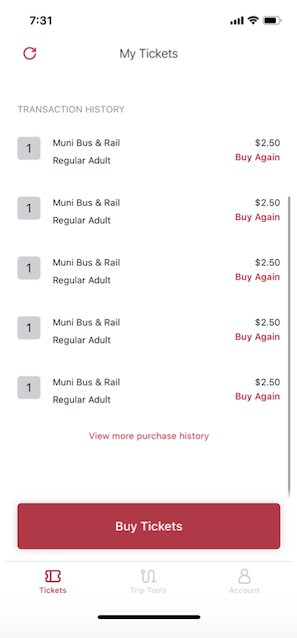 7:31
My Tickets
TRANSACTION HISTORY
1 Muni Bus & Rail $2.50
Regular Adult Buy Again
1 Muni Bus & Rail $2.50
Regular Adult Buy Again
1 Muni Bus & Rail $2.50
Regular Adult Buy Again
1 Muni Bus & Rail $2.50
Regular Adult Buy Again
1 Muni Bus & Rail $2.50
Regular Adult Buy Again
View more purchase history
Buy Tickets
Tickets Trip Tools Account